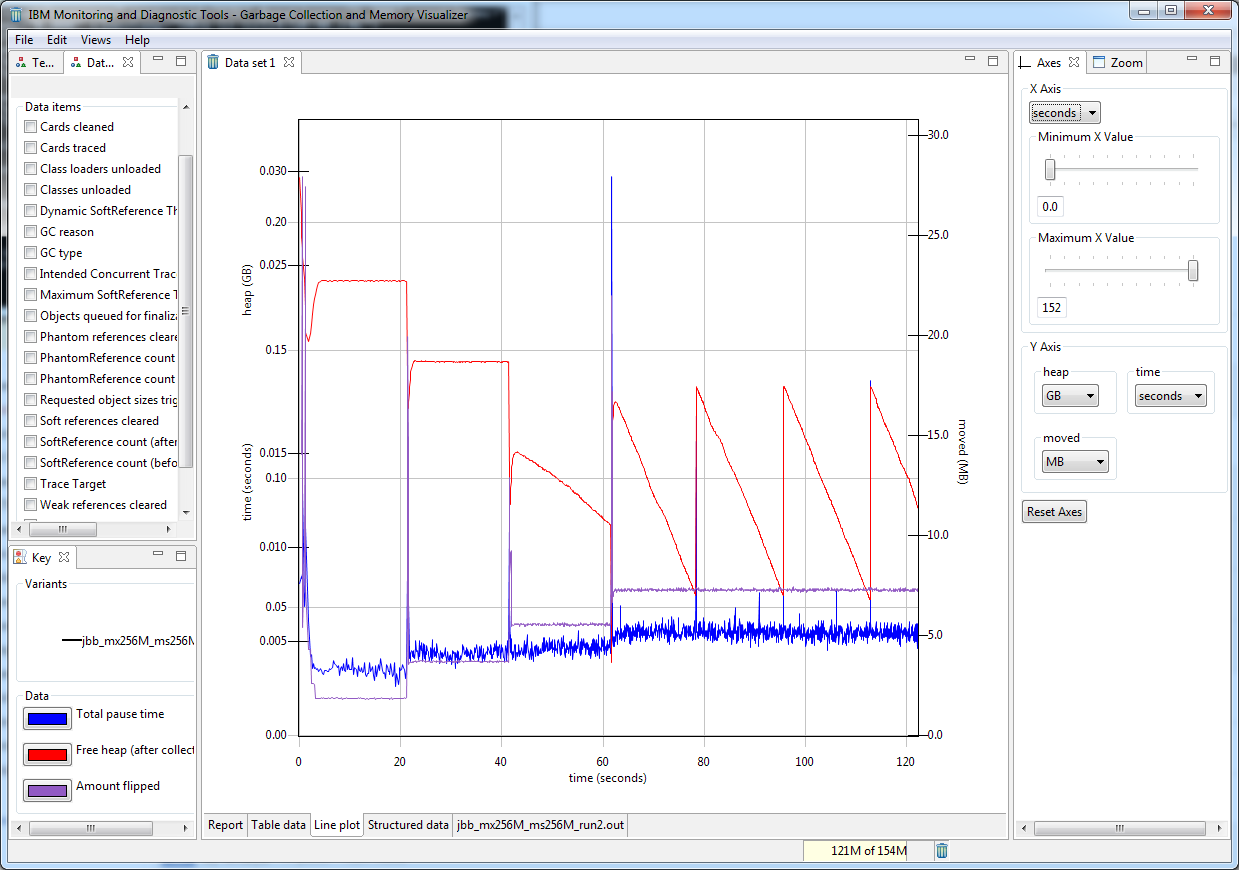 IBM Monitoring and Diagnostic Tools - Garbage Collection and Memory Visualizer
File Edit Views Help
Te...
Dat...
Data items
Cards cleaned
Cards traced
Class loaders unloaded
Classes unloaded
Dynamic SoftReference Th
GC reason
GC type
Intended Concurrent Trac
Maximum SoftReference T
Objects queued for finaliza
Phantom references cleare
PhantomReference count
PhantomReference count
Requested object sizes trig
Soft references cleared
SoftReference count (after
SoftReference count (befo
Trace Target
Weak references cleared
Key
Variants
jbb_mx256M_ms256M
Data
Total pause time
Free heap (after collect
Amount flipped
Data set 1
0.030
0.20
0.025
0.15
0.015
0.10
0.010
0.05
0.005
0.00
heap (GB)
time (seconds)
30.0
25.0
20.0
15.0
10.0
5.0
0.0
moved (MB)
0 20 40 60 80 100 120
time (seconds)
Report Table data Line plot Structured data jbb_mx256M_ms256M_run2.out
121M of 154M
Axes
Zoom
X Axis
seconds
Minimum X Value
0.0
Maximum X Value
152
Y Axis
heap
GB
time
seconds
moved
MB
Reset Axes